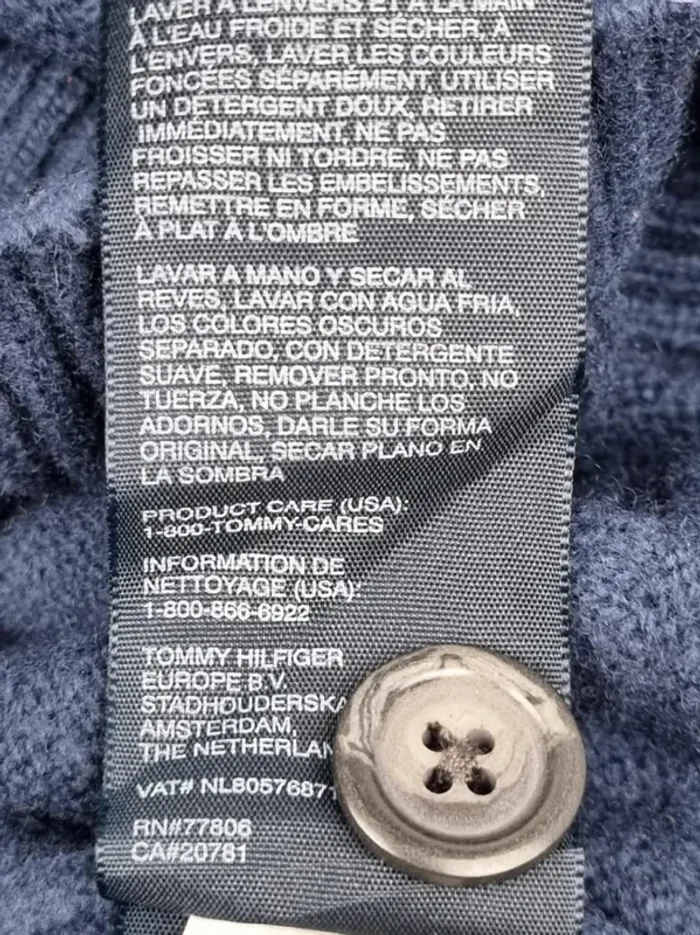 LAVER À L'ENVERS ET À LA MAIN
À L'EAU FROIDE ET SÉCHER, À
L'ENVERS, LAVER LES COULEURS
FONCÉES SÉPARÉMENT, UTILISER
UN DÉTERGENT DOUX, RETIRER
IMMÉDIATEMENT, NE PAS
FROISSER NI TORDRE, NE PAS
REPASSER LES EMBELISSEMENTS,
REMETTRE EN FORME, SÉCHER
À PLAT À L'OMBRE
LAVAR A MANO Y SECAR AL
REVES, LAVAR CON AGUA FRIA,
LOS COLORES OSCUROS
SEPARADO, CON DETERGENTE
SUAVE, REMOVER PRONTO, NO
TUERZA, NO PLANCHE LOS
ADORNOS, DARLE SU FORMA
ORIGINAL, SECAR PLANO EN
LA SOMBRA
PRODUCT CARE (USA):
1-800-TOMMY-CARES
INFORMATION DE
NETTOYAGE (USA):
1-800-866-6922
TOMMY HILFIGER
EUROPE B.V.
STADHOUDERSKA
AMSTERDAM,
THE NETHERLAN
VAT# NL8057687
RN#77806
CA#20781